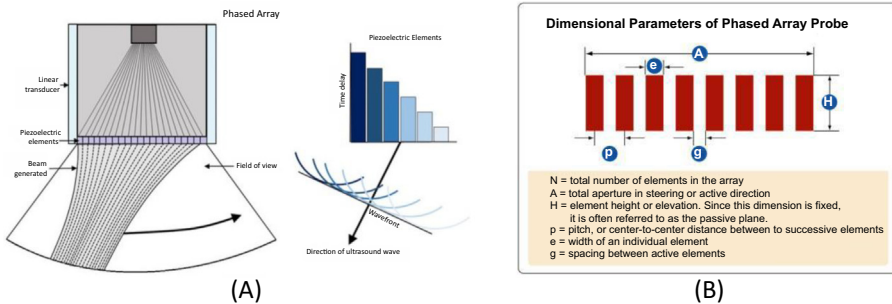 Phased Array
Linear
transducer
Piezoelectric
elements
Beam
generated
Field of view
Piezoelectric Elements
Time delay
Wavefront
Direction of ultrasound wave
(A)
Dimensional Parameters of Phased Array Probe
A
e
H
p
g
N = total number of elements in the array
A = total aperture in steering or active direction
H = element height or elevation. Since this dimension is fixed,
it is often referred to as the passive plane.
p = pitch, or center-to-center distance between to successive elements
e = width of an individual element
g = spacing between active elements
(B)